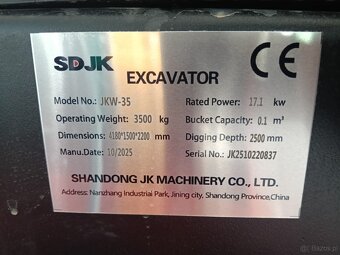 SDJK CE
EXCAVATOR
Model No.: JKW-35 Rated Power: 17.1 kw
Operating Weight: 3500 kg Bucket Capacity: 0.1 m³
Dimensions: 4180*1500*2200 mm Digging Depth: 2500 mm
Manu.Date: 10/2025 Serial No.: JK2510220837
SHANDONG JK MACHINERY CO., LTD.
Address: Nanzhang Industrial Park, Jining city, Shandong Province,China
Bazos.pl